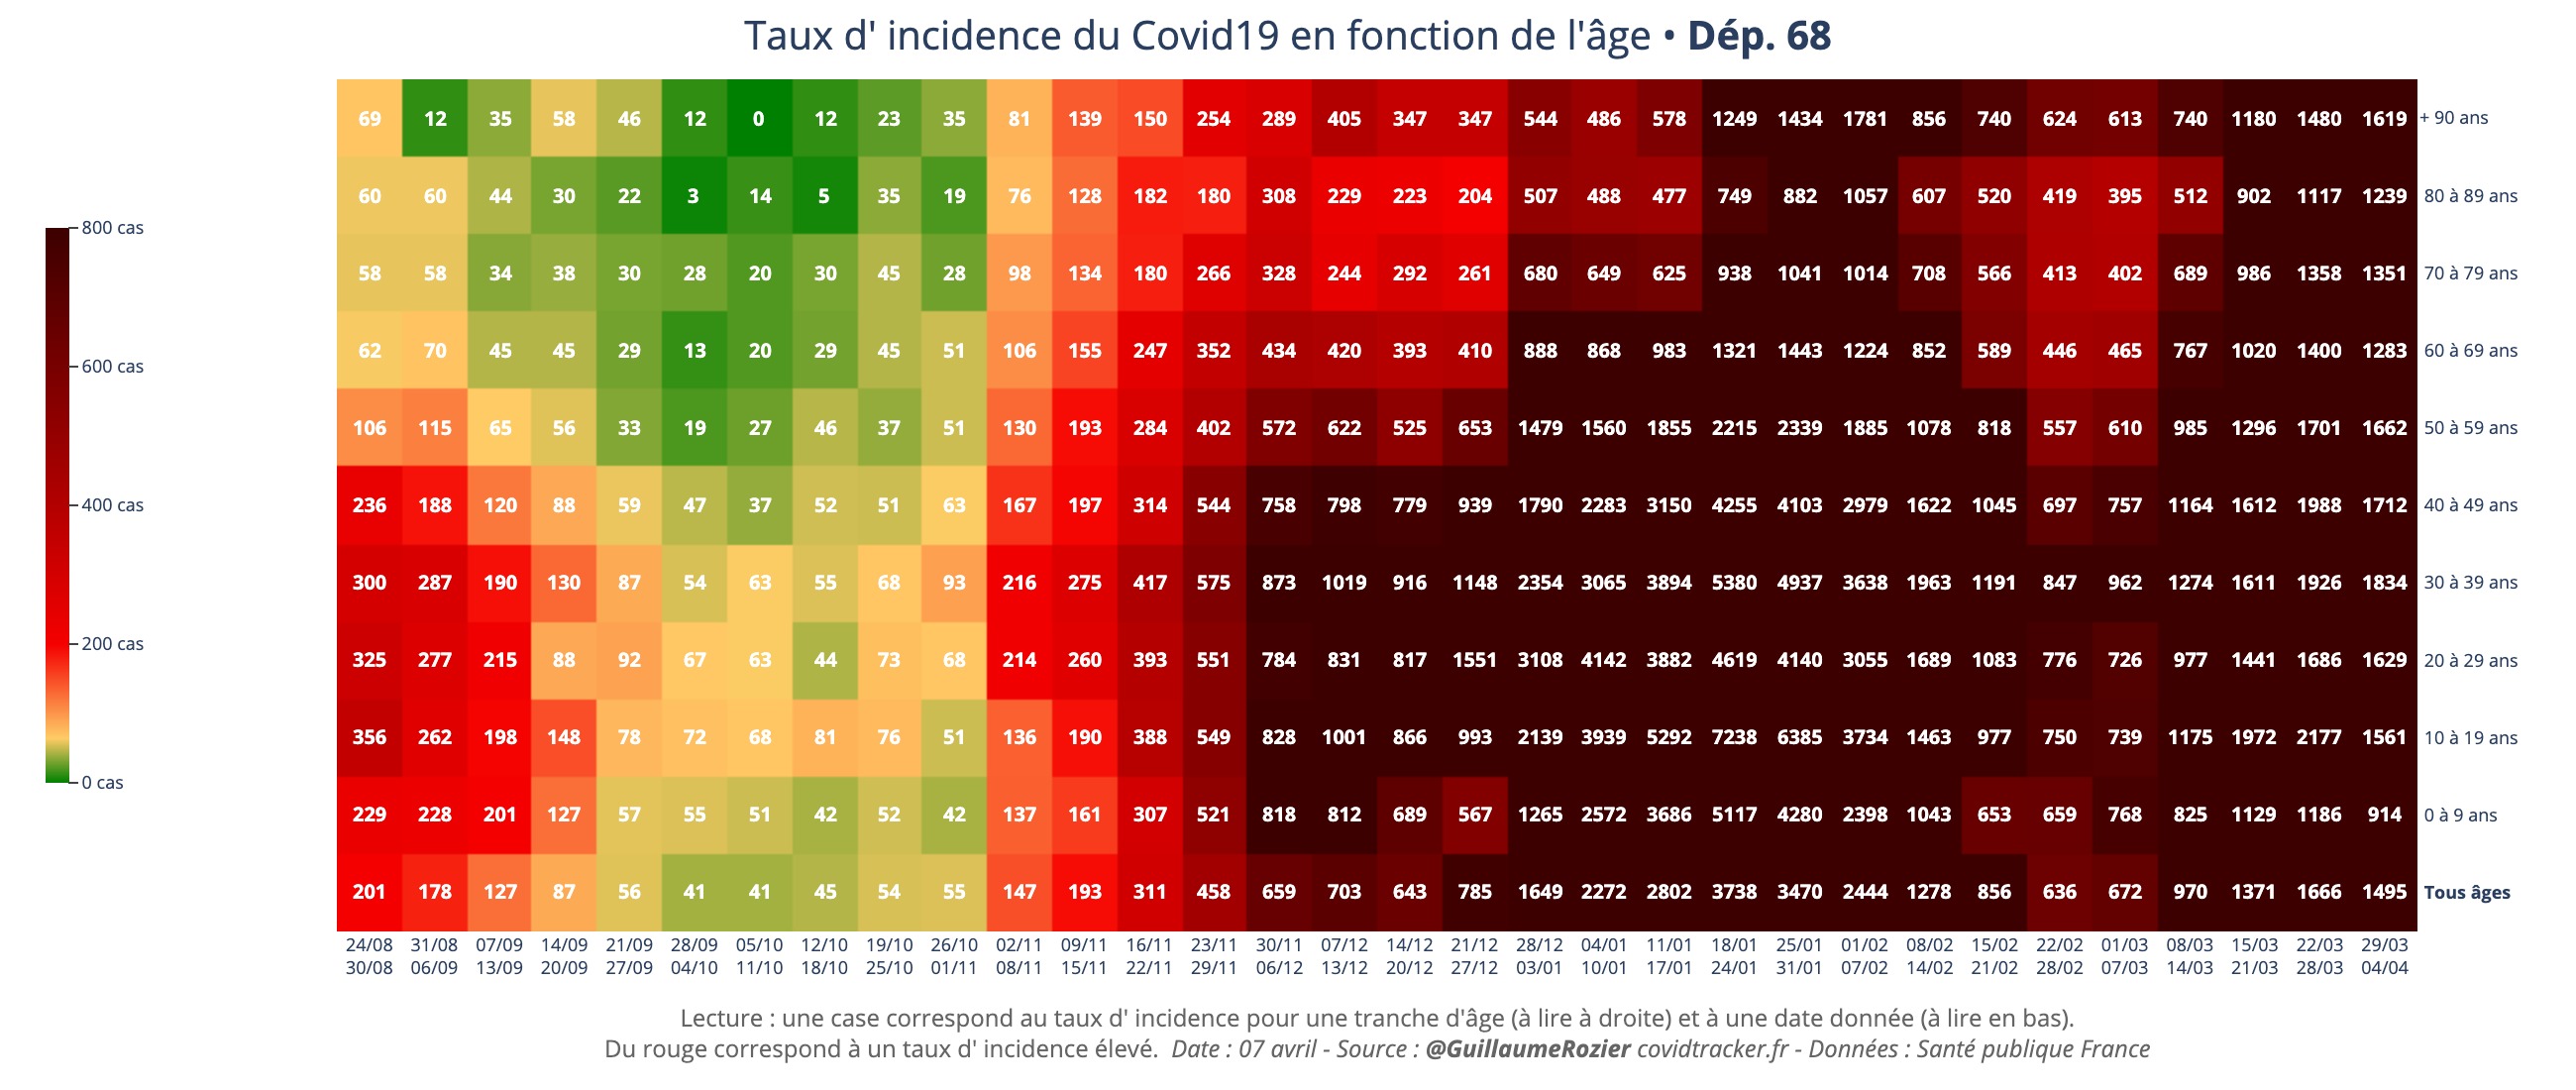 Taux d' incidence du Covid19 en fonction de l'âge • Dép. 68
800 cas
600 cas
400 cas
200 cas
0 cas
69 12 35 58 46 12 0 12 23 35 81 139 150 254 289 405 347 347 544 486 578 1249 1434 1781 856 740 624 613 740 1180 1480 1619 + 90 ans
60 60 44 30 22 3 14 5 35 19 76 128 182 180 308 229 223 204 507 488 477 749 882 1057 607 520 419 395 512 902 1117 1239 80 à 89 ans
58 58 34 38 30 28 20 30 45 28 98 134 180 266 328 244 292 261 680 649 625 938 1041 1014 708 566 413 402 689 986 1358 1351 70 à 79 ans
62 70 45 45 29 13 20 29 45 51 106 155 247 352 434 420 393 410 888 868 983 1321 1443 1224 852 589 446 465 767 1020 1400 1283 60 à 69 ans
106 115 65 56 33 19 27 46 37 51 130 193 284 402 572 622 525 653 1479 1560 1855 2215 2339 1885 1078 818 557 610 985 1296 1701 1662 50 à 59 ans
236 188 120 88 59 47 37 52 51 63 167 197 314 544 758 798 779 939 1790 2283 3150 4255 4103 2979 1622 1045 697 757 1164 1612 1988 1712 40 à 49 ans
300 287 190 130 87 54 63 55 68 93 216 275 417 575 873 1019 916 1148 2354 3065 3894 5380 4937 3638 1963 1191 847 962 1274 1611 1926 1834 30 à 39 ans
325 277 215 88 92 67 63 44 73 68 214 260 393 551 784 831 817 1551 3108 4142 3882 4619 4140 3055 1689 1083 776 726 977 1441 1686 1629 20 à 29 ans
356 262 198 148 78 72 68 81 76 51 136 190 388 549 828 1001 866 993 2139 3939 5292 7238 6385 3734 1463 977 750 739 1175 1972 2177 1561 10 à 19 ans
229 228 201 127 57 55 51 42 52 42 137 161 307 521 818 812 689 567 1265 2572 3686 5117 4280 2398 1043 653 659 768 825 1129 1186 914 0 à 9 ans
201 178 127 87 56 41 41 45 54 55 147 193 311 458 659 703 643 785 1649 2272 2802 3738 3470 2444 1278 856 636 672 970 1371 1666 1495 Tous âges
24/08 31/08 07/09 14/09 21/09 28/09 05/10 12/10 19/10 26/10 02/11 09/11 16/11 23/11 30/11 07/12 14/12 21/12 28/12 04/01 11/01 18/01 25/01 01/02 08/02 15/02 22/02 01/03 08/03 15/03 22/03 29/03
30/08 06/09 13/09 20/09 27/09 04/10 11/10 18/10 25/10 01/11 08/11 15/11 22/11 29/11 06/12 13/12 20/12 27/12 03/01 10/01 17/01 24/01 31/01 07/02 14/02 21/02 28/02 07/03 14/03 21/03 28/03 04/04
Lecture : une case correspond au taux d' incidence pour une tranche d'âge (à lire à droite) et à une date donnée (à lire en bas).
Du rouge correspond à un taux d' incidence élevé. Date : 07 avril - Source : @GuillaumeRozier covidtracker.fr - Données : Santé publique France